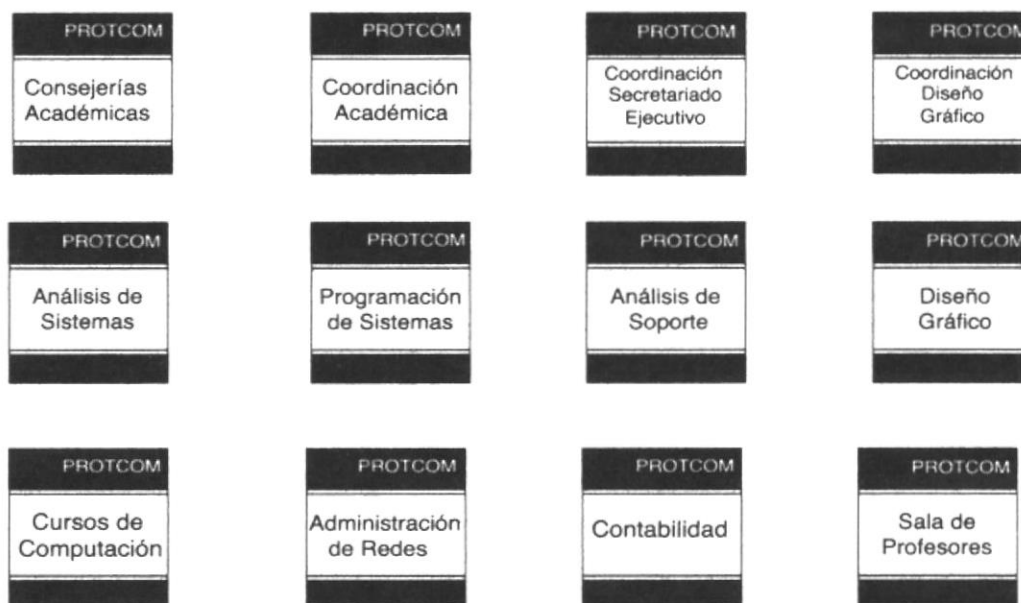 PROTCOM
Consejerías
Académicas
PROTCOM
Coordinación
Académica
PROTCOM
Coordinación
Secretariado
Ejecutivo
PROTCOM
Coordinación
Diseño
Gráfico
PROTCOM
Análisis de
Sistemas
PROTCOM
Programación
de Sistemas
PROTCOM
Análisis de
Soporte
PROTCOM
Diseño
Gráfico
PROTCOM
Cursos de
Computación
PROTCOM
Administración
de Redes
PROTCOM
Contabilidad
PROTCOM
Sala de
Profesores